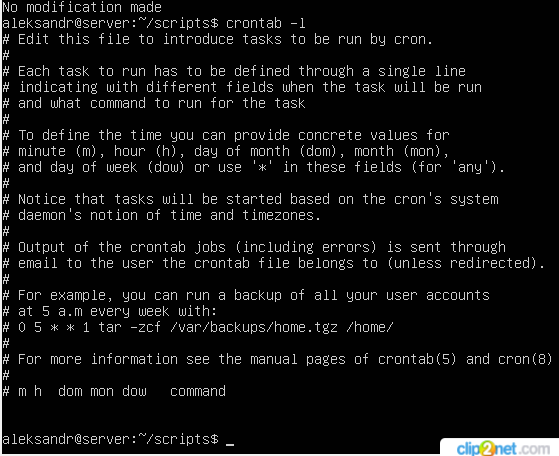 No modification made
aleksandr@server:~/scripts$ crontab -l
# Edit this file to introduce tasks to be run by cron.
#
# Each task to run has to be defined through a single line
# indicating with different fields when the task will be run
# and what command to run for the task
#
# To define the time you can provide concrete values for
# minute (m), hour (h), day of month (dom), month (mon),
# and day of week (dow) or use '*' in these fields (for 'any').
#
# Notice that tasks will be started based on the cron's system
# daemon's notion of time and timezones.
#
# Output of the crontab jobs (including errors) is sent through
# email to the user the crontab file belongs to (unless redirected).
#
# For example, you can run a backup of all your user accounts
# at 5 a.m every week with:
# 0 5 * * 1 tar -zcf /var/backups/home.tgz /home/
#
# For more information see the manual pages of crontab(5) and cron(8)
#
# m h  dom mon dow   command
aleksandr@server:~/scripts$ _
clip2net.com